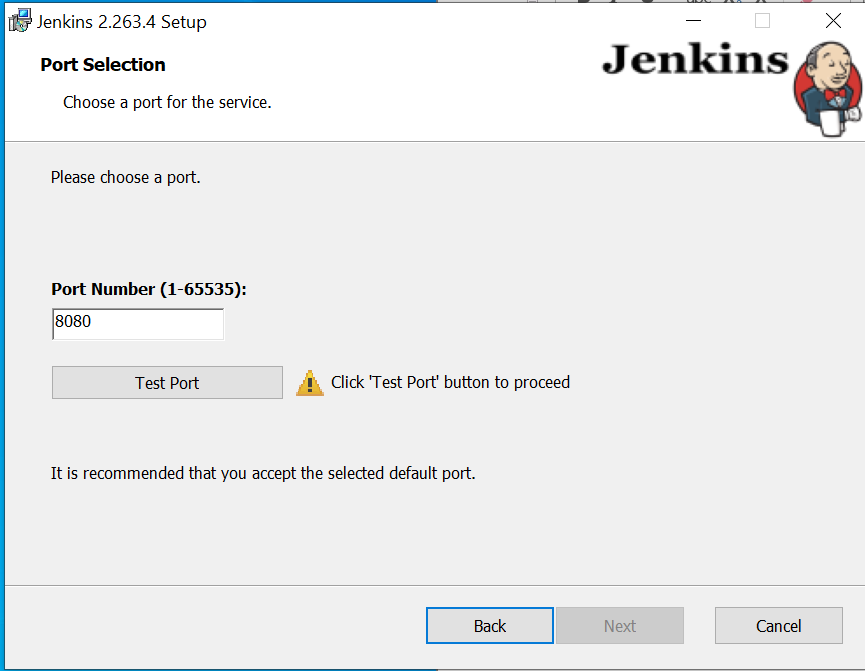 Jenkins 2.263.4 Setup
Port Selection
Jenkins
Choose a port for the service.
Please choose a port.
Port Number (1-65535):
8080
Test Port
Click 'Test Port' button to proceed
It is recommended that you accept the selected default port.
Back
Next
Cancel